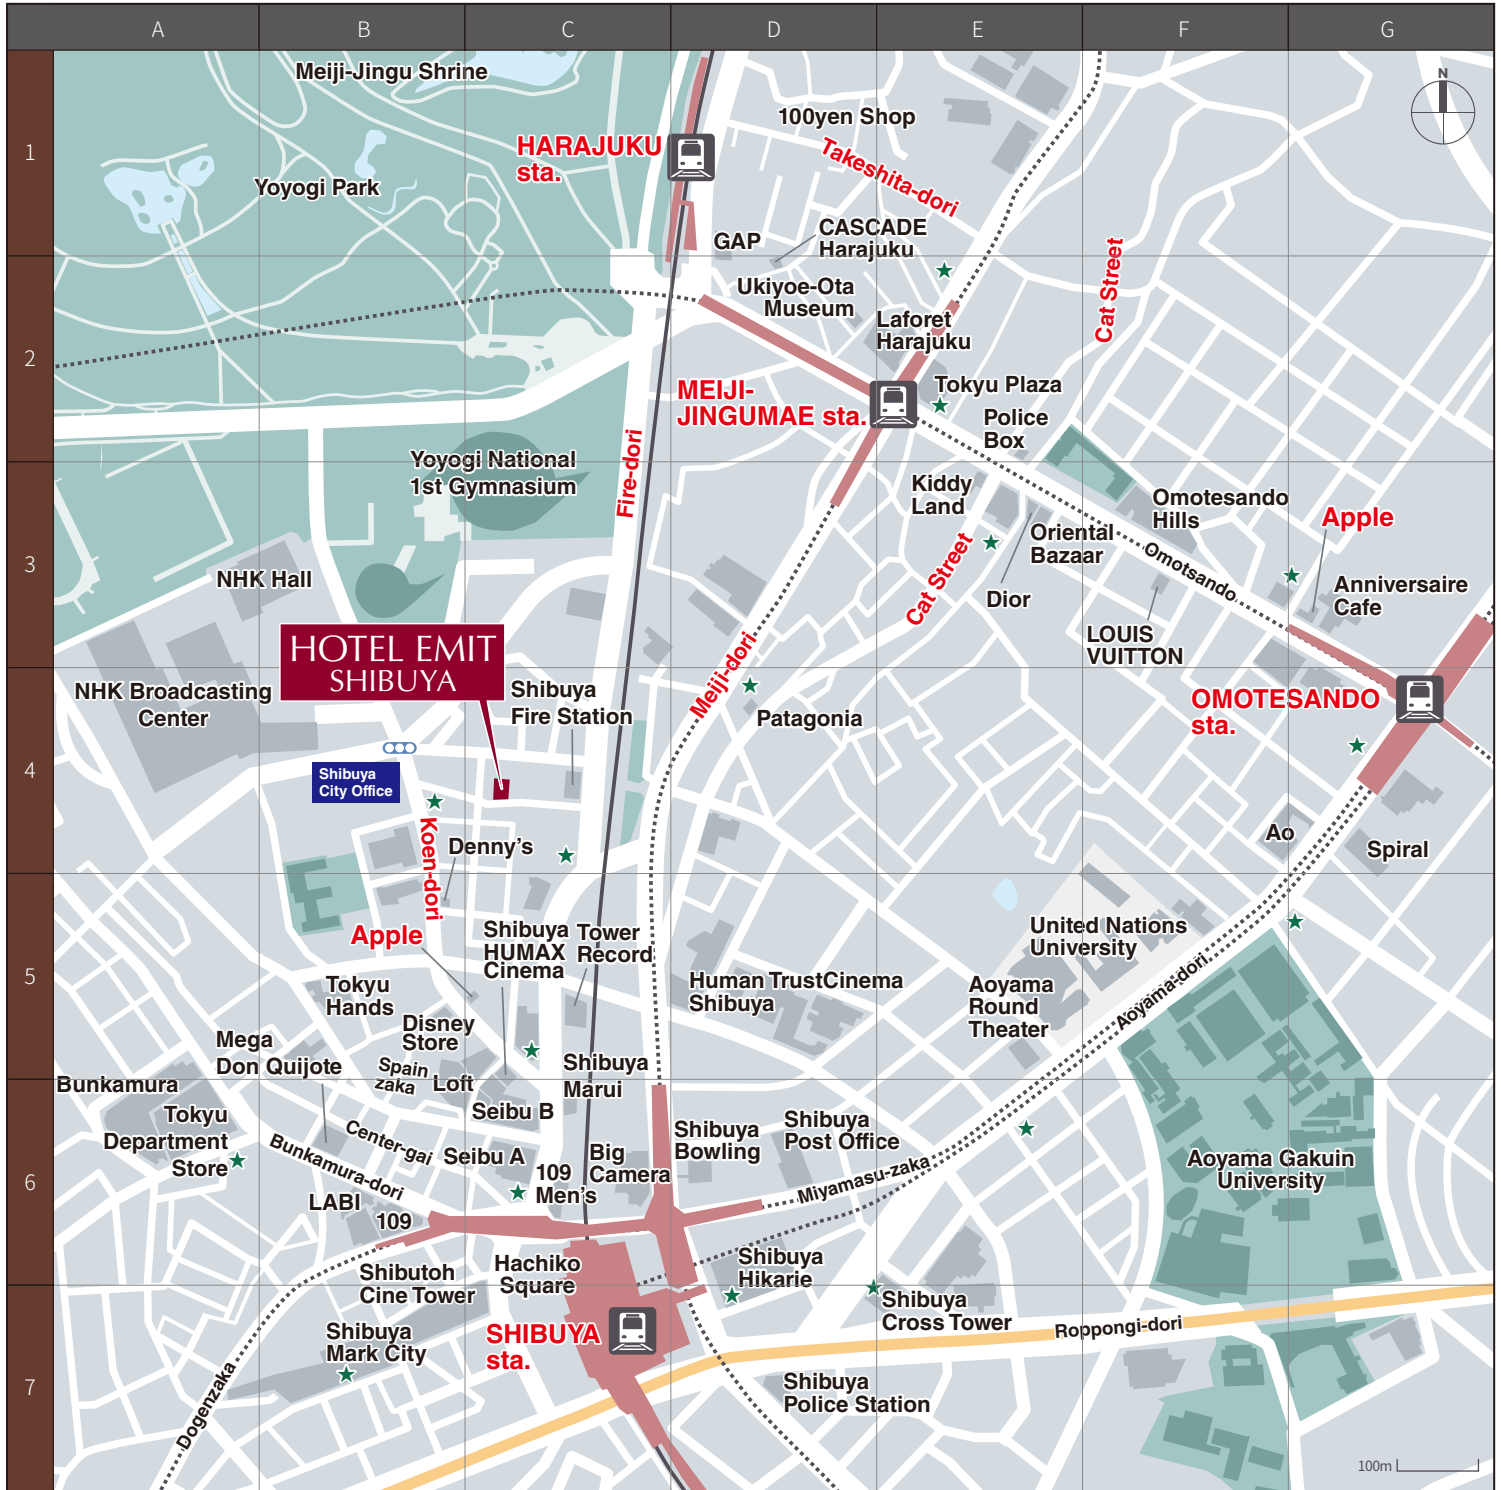 A B C D E F G
1
2
3
4
5
6
7
N
Meiji-Jingu Shrine
Yoyogi Park
HARAJUKU
sta.
100yen Shop
Takeshita-dori
GAP
CASCADE
Harajuku
Ukiyoe-Ota
Museum
Laforet
Harajuku
Cat Street
MEIJI-
JINGUMAE sta.
Tokyu Plaza
Police
Box
Yoyogi National
1st Gymnasium
Fire-dori
Kiddy
Land
Omotesando
Hills
Apple
Oriental
Bazaar
Omotsando
Cat Street
Dior
Anniversaire
Cafe
NHK Hall
LOUIS
VUITTON
HOTEL EMIT
SHIBUYA
NHK Broadcasting
Center
Shibuya
Fire Station
Meiji-dori
Patagonia
OMOTESANDO
sta.
Shibuya
City Office
Koen-dori
Denny’s
Ao
Spiral
Apple
Shibuya
HUMAX
Cinema
Tower
Record
United Nations
University
Human TrustCinema
Shibuya
Aoyama
Round
Theater
Aoyama-dori
Tokyu
Hands
Disney
Store
Mega
Don Quijote
Spain
zaka
Loft
Shibuya
Marui
Bunkamura
Tokyu
Department
Store
Seibu B
Center-gai
Seibu A
Bunkamura-dori
Big
Camera
109
Men’s
Shibuya
Bowling
Shibuya
Post Office
Miyamasu-zaka
Aoyama Gakuin
University
LABI
109
Hachiko
Square
Shibutoh
Cine Tower
Shibuya
Hikarie
Shibuya
Cross Tower
Roppongi-dori
SHIBUYA
sta.
Shibuya
Mark City
Dogenzaka
Shibuya
Police Station
100m